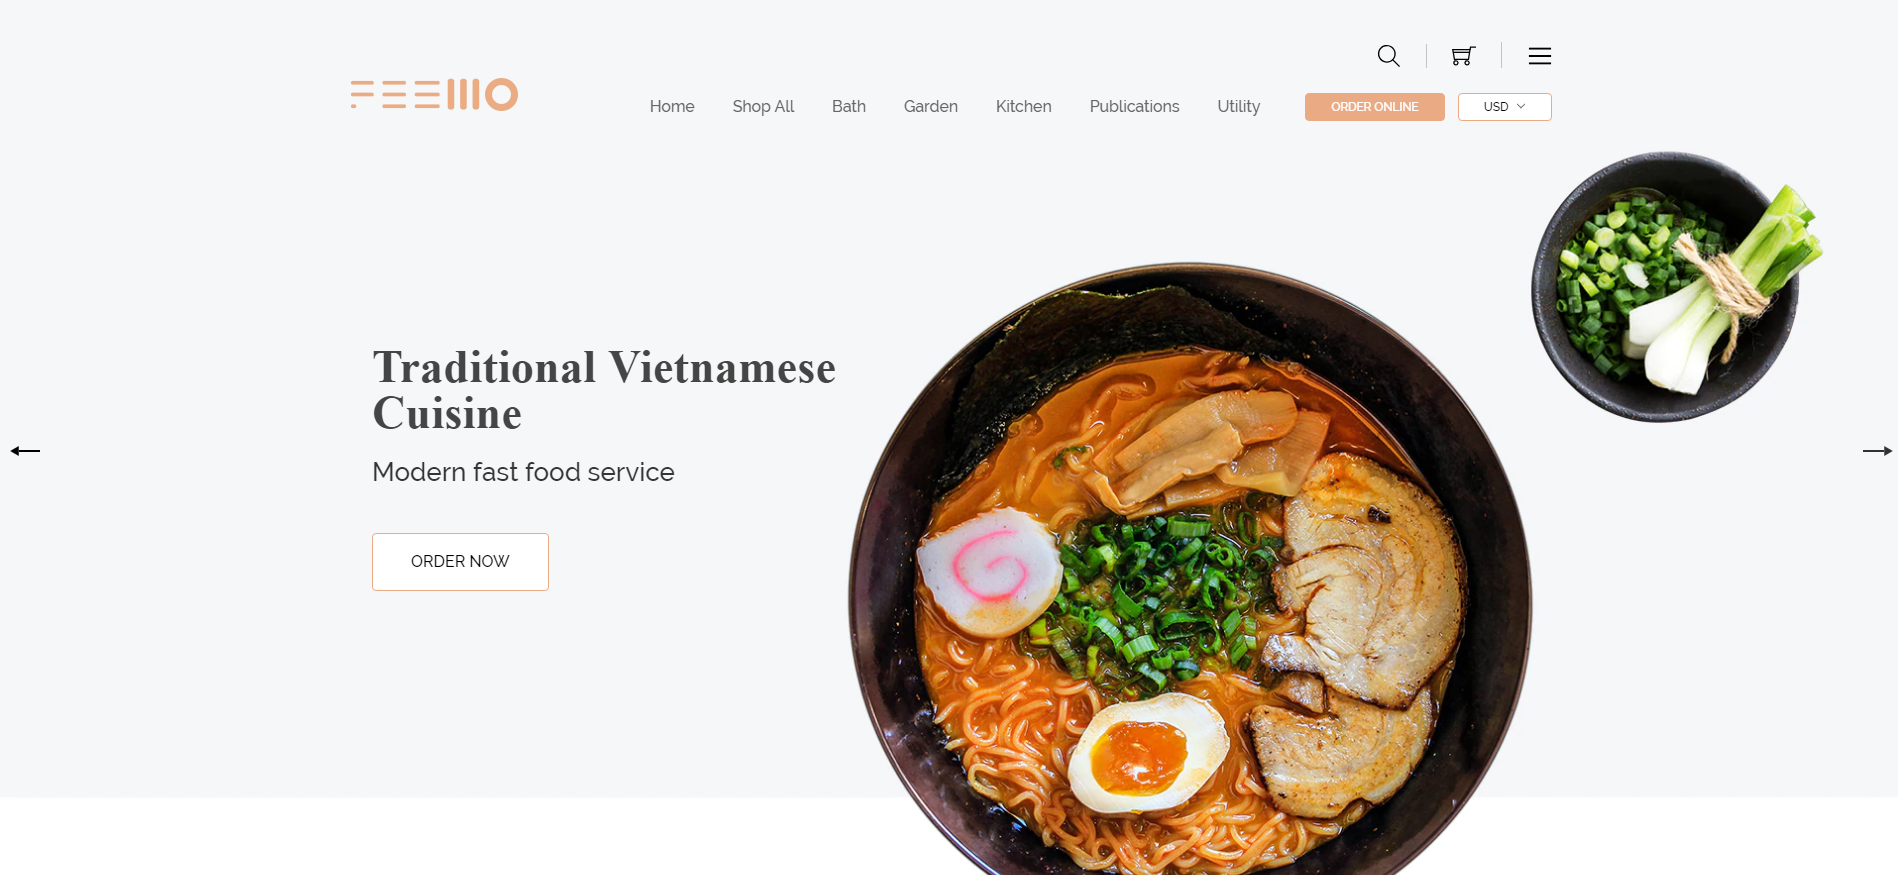 FEEMO
Home Shop All Bath Garden Kitchen Publications Utility ORDER ONLINE USD
Traditional Vietnamese
Cuisine
Modern fast food service
ORDER NOW